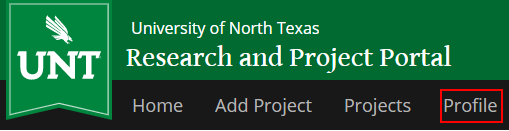 University of North Texas
UNT
Research and Project Portal
Home Add Project Projects Profile